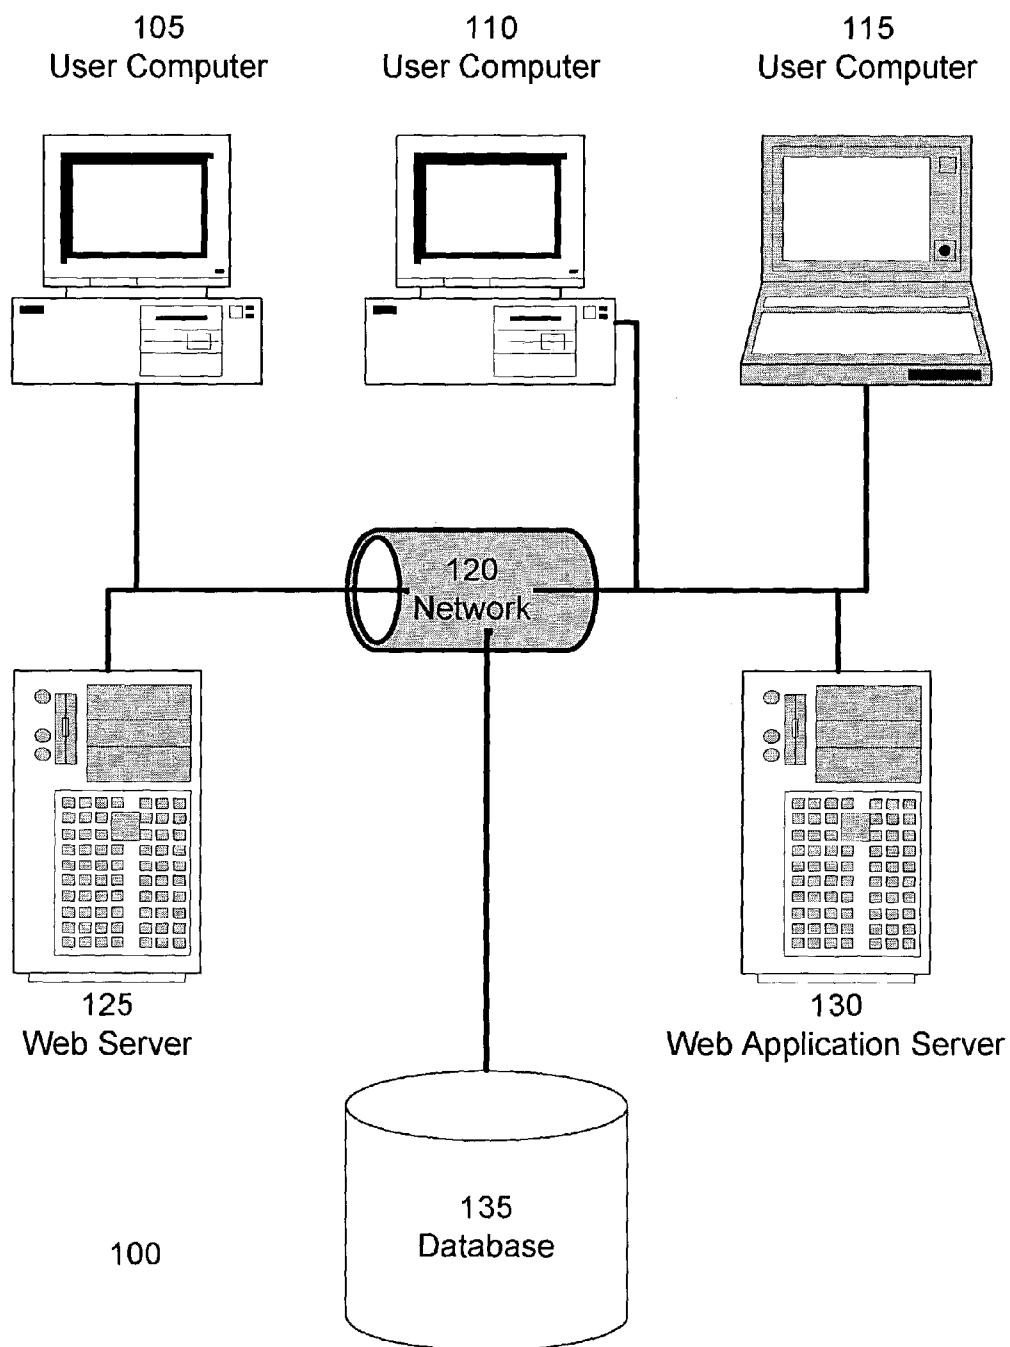 105
User Computer
110
User Computer
115
User Computer
120
Network
125
Web Server
130
Web Application Server
135
Database
100